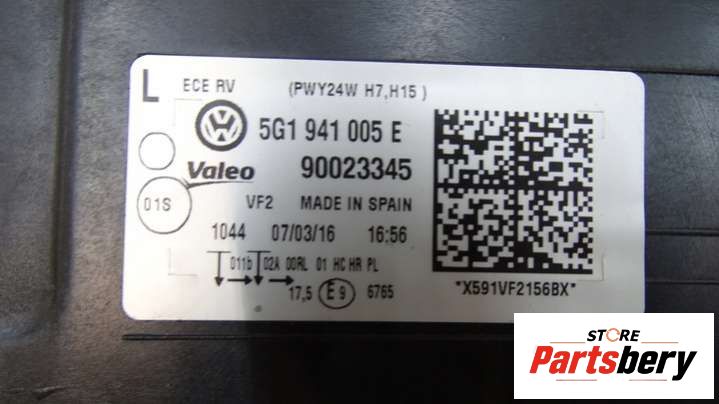 L ECE RV (PWY24W H7,H15)
5G1 941 005 E
Valeo 90023345
01S VF2 MADE IN SPAIN
1044 07/03/16 16:56
011b 02A 00RL 01 HC HR PL
17,5 E9 6765
*X591VF2156BX*
STORE
Partsbery